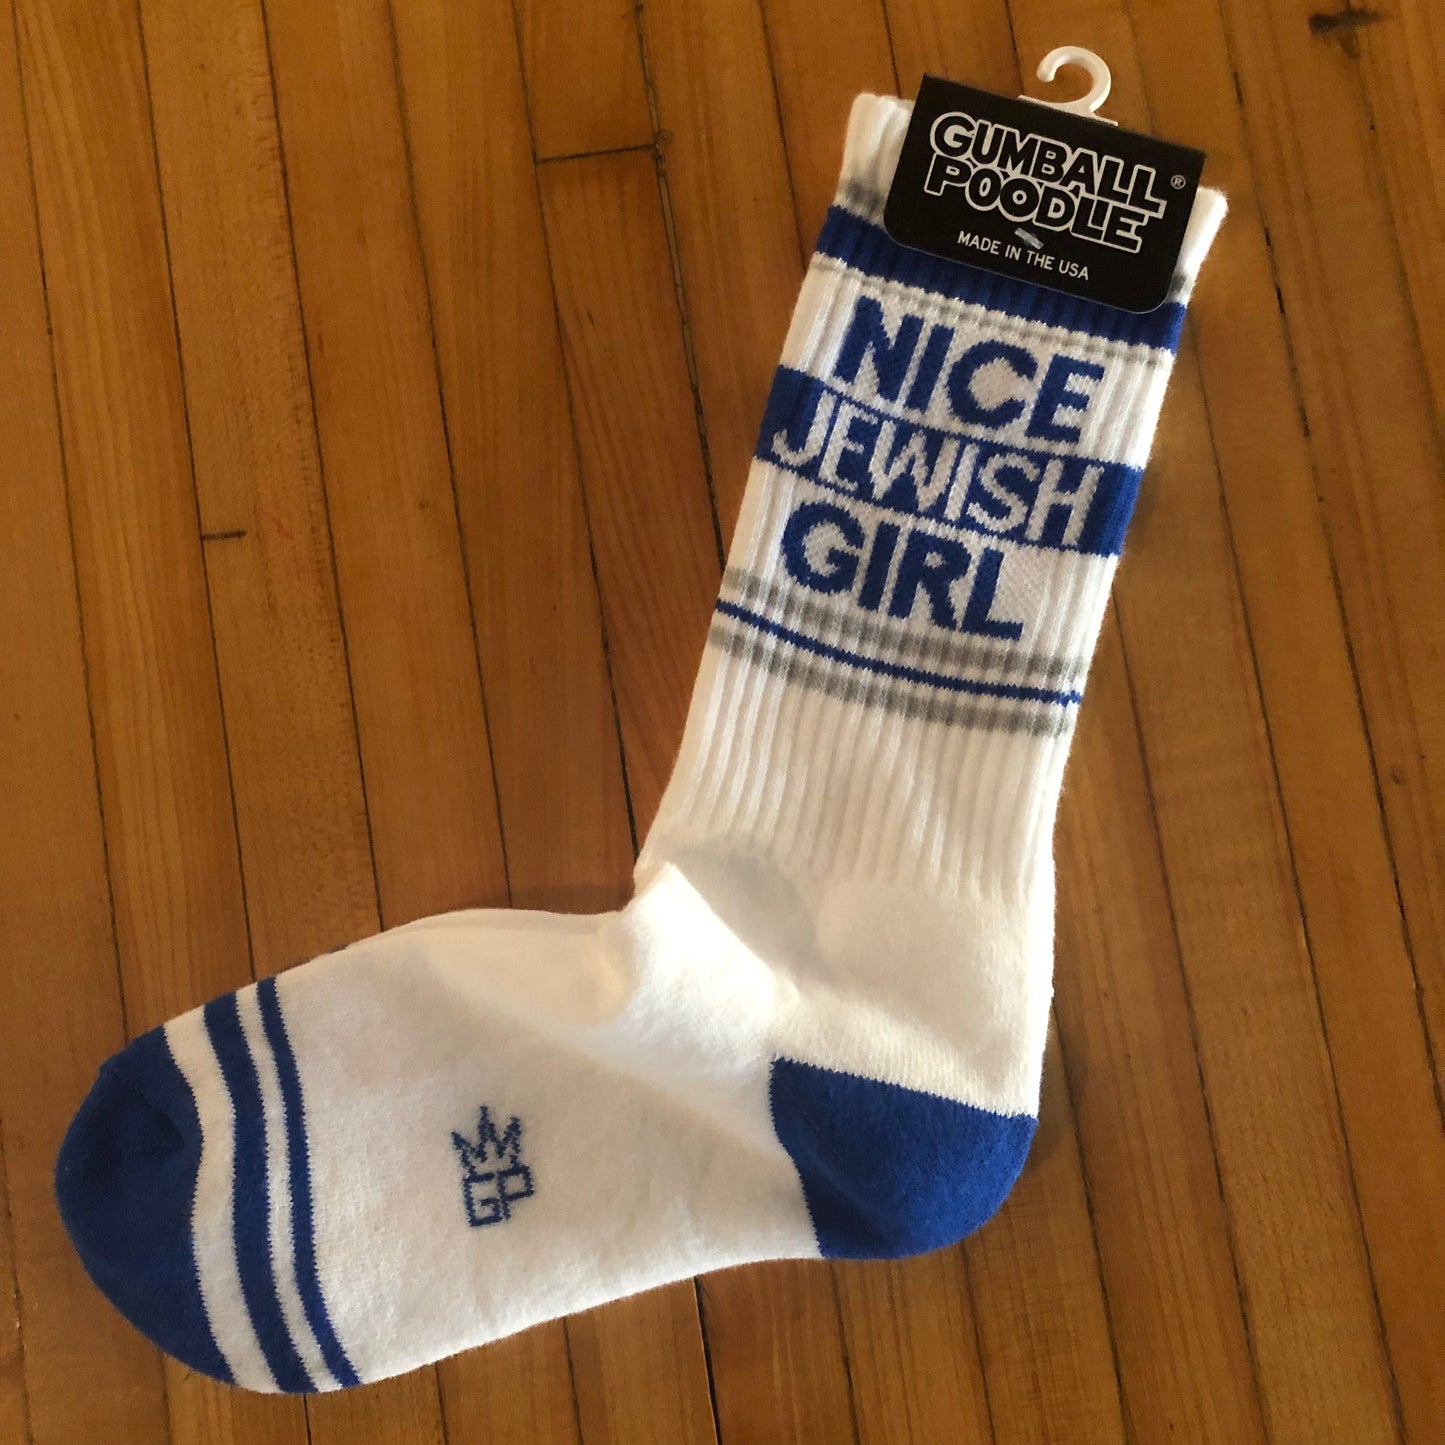 GUMBALL
POODLE®
MADE IN THE USA
NICE
JEWISH
GIRL
GP